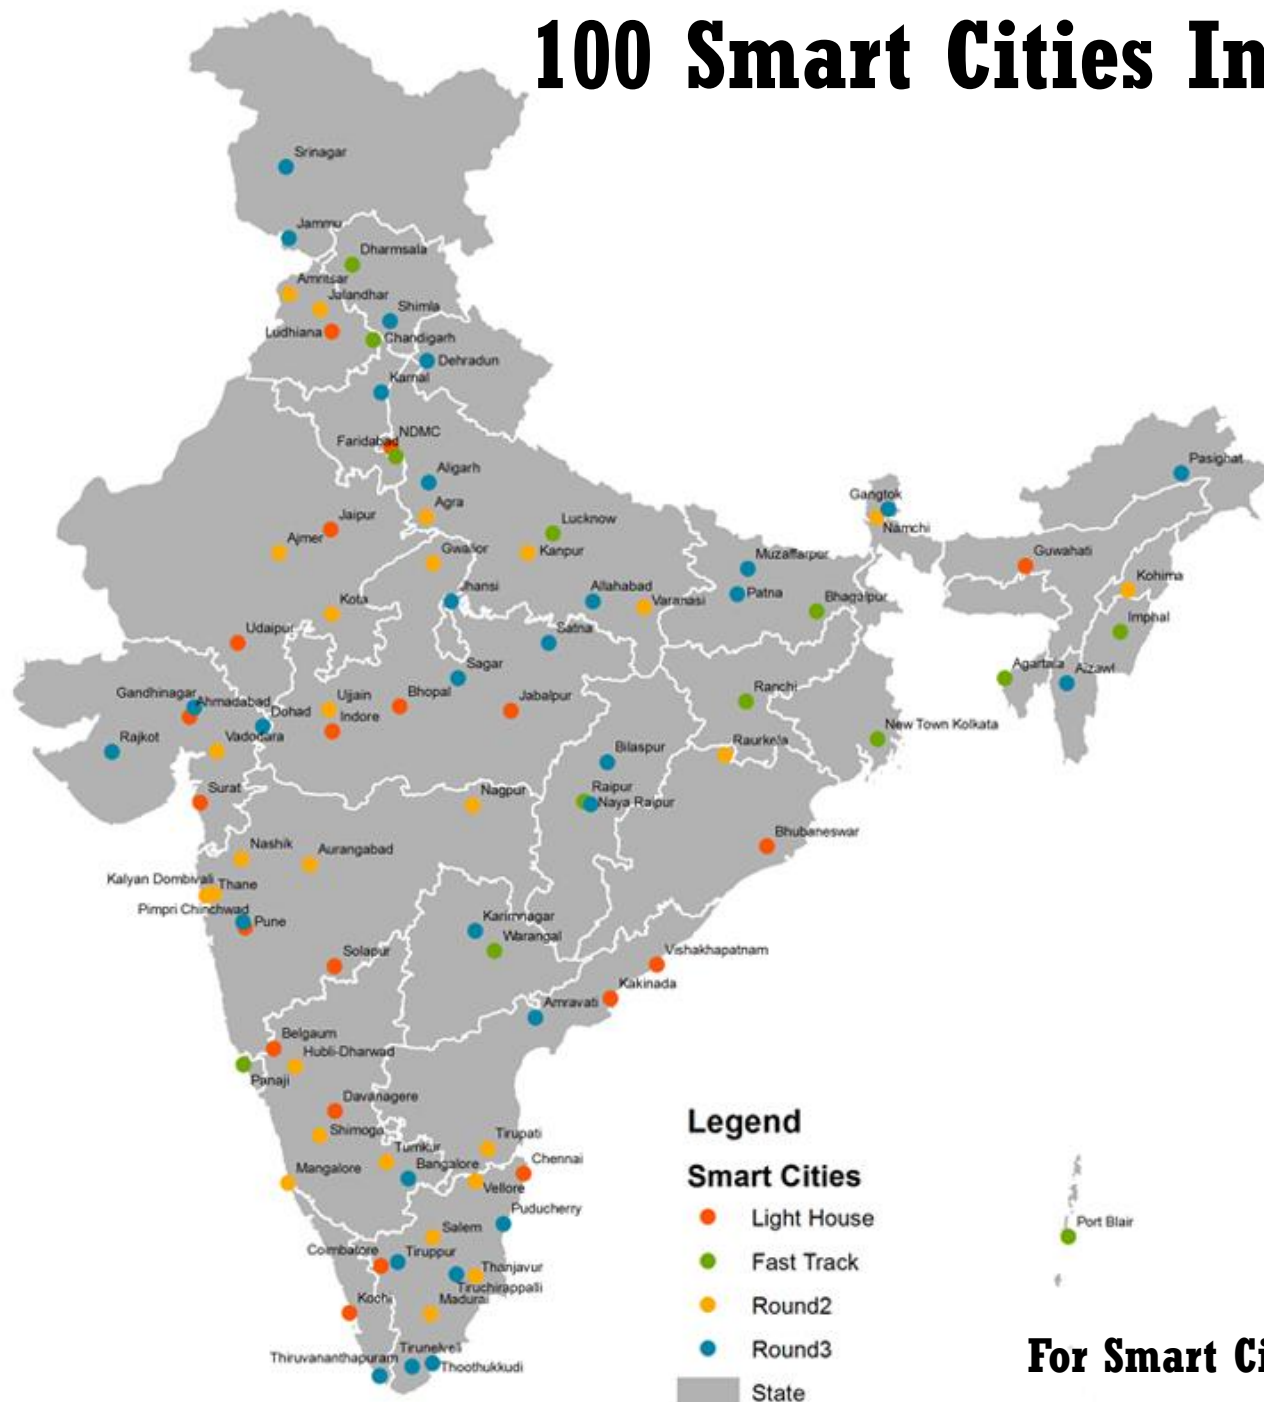 100 Smart Cities In
Srinagar
Jammu
Dharmsala
Amritsar
Jalandhar
Shimla
Ludhiana
Chandigarh
Dehradun
Karnal
NDMC
Faridabad
Aligarh
Pasighat
Gangtok
Agra
Jaipur
Lucknow
Namchi
Ajmer
Gwalior
Kanpur
Muzaffarpur
Guwahati
Kohima
Jhansi
Allahabad
Patna
Kota
Varanasi
Bhagalpur
Imphal
Udaipur
Satna
Sagar
Agartala
Aizawl
Gandhinagar
Ahmadabad
Ujjain
Bhopal
Jabalpur
Ranchi
Dohad
Indore
New Town Kolkata
Rajkot
Vadodara
Raurkela
Bilaspur
Surat
Nagpur
Raipur
Naya Raipur
Bhubaneswar
Nashik
Aurangabad
Kalyan Dombivali
Thane
Pimpri Chinchwad
Pune
Karimnagar
Warangal
Solapur
Vishakhapatnam
Kakinada
Amravati
Belgaum
Hubli-Dharwad
Panaji
Davanagere
Shimoga
Tirupati
Tumkur
Mangalore
Bangalore
Chennai
Vellore
Puducherry
Salem
Coimbalore
Tiruppur
Thanjavur
Tiruchirappalli
Kochi
Madurai
Tirunelveli
Thiruvananthapuram
Thoothukkudi
Port Blair
Legend
Smart Cities
Light House
Fast Track
Round2
Round3
State
For Smart Ci